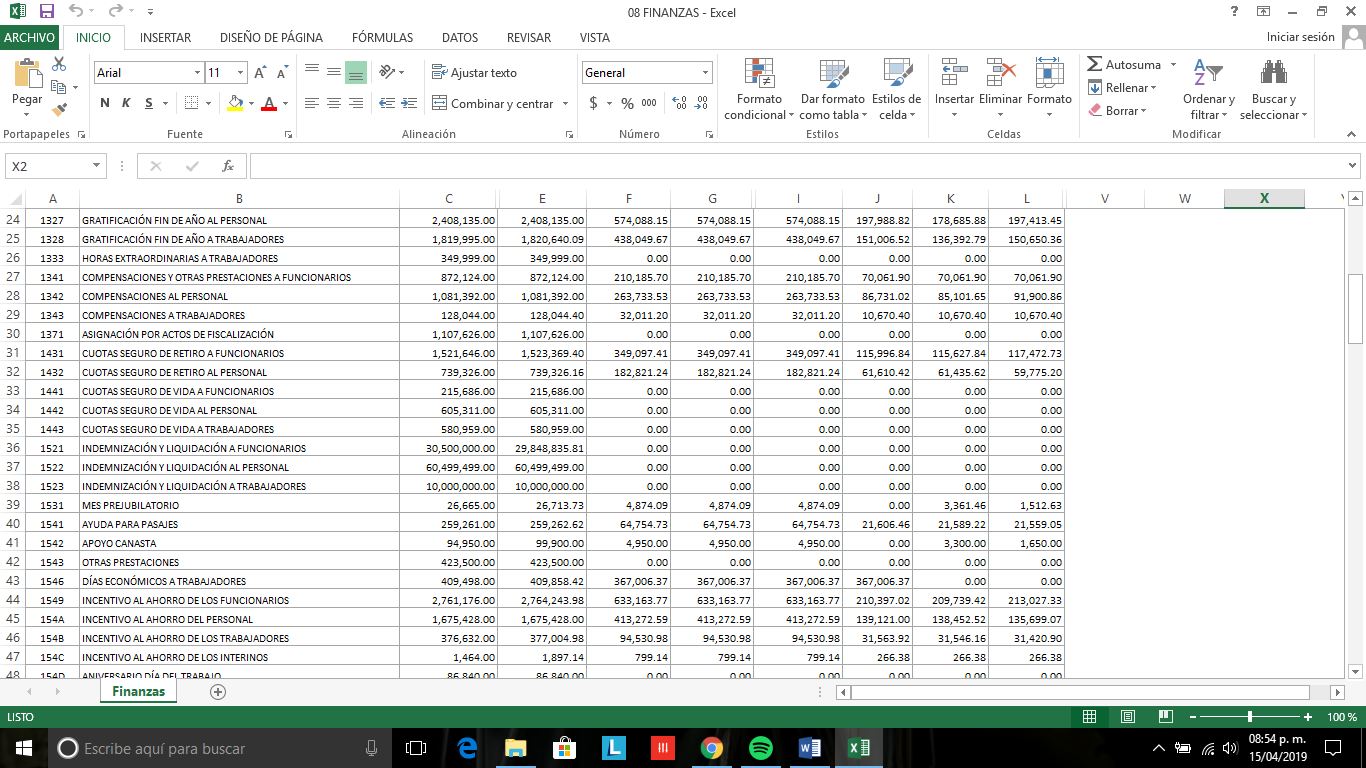 08 FINANZAS - Excel
ARCHIVO INICIO INSERTAR DISEÑO DE PÁGINA FÓRMULAS DATOS REVISAR VISTA Iniciar sesión
Arial 11 Ajustar texto General Autosuma
Pegar Rellenar
N K S Combinar y centrar $ % 000 Formato condicional Dar formato como tabla Estilos de celda Insertar Eliminar Formato Borrar Ordenar y filtrar Buscar y seleccionar
Portapapeles Fuente Alineación Número Estilos Celdas Modificar
X2 fx
A B C E F G I J K L V W X
24 1327 GRATIFICACIÓN FIN DE AÑO AL PERSONAL 2,408,135.00 2,408,135.00 574,088.15 574,088.15 574,088.15 197,988.82 178,685.88 197,413.45
25 1328 GRATIFICACIÓN FIN DE AÑO A TRABAJADORES 1,819,995.00 1,820,640.09 438,049.67 438,049.67 438,049.67 151,006.52 136,392.79 150,650.36
26 1333 HORAS EXTRAORDINARIAS A TRABAJADORES 349,999.00 349,999.00 0.00 0.00 0.00 0.00 0.00 0.00
27 1341 COMPENSACIONES Y OTRAS PRESTACIONES A FUNCIONARIOS 872,124.00 872,124.00 210,185.70 210,185.70 210,185.70 70,061.90 70,061.90 70,061.90
28 1342 COMPENSACIONES AL PERSONAL 1,081,392.00 1,081,392.00 263,733.53 263,733.53 263,733.53 86,731.02 85,101.65 91,900.86
29 1343 COMPENSACIONES A TRABAJADORES 128,044.00 128,044.40 32,011.20 32,011.20 32,011.20 10,670.40 10,670.40 10,670.40
30 1371 ASIGNACIÓN POR ACTOS DE FISCALIZACIÓN 1,107,626.00 1,107,626.00 0.00 0.00 0.00 0.00 0.00 0.00
31 1431 CUOTAS SEGURO DE RETIRO A FUNCIONARIOS 1,521,646.00 1,523,369.40 349,097.41 349,097.41 349,097.41 115,996.84 115,627.84 117,472.73
32 1432 CUOTAS SEGURO DE RETIRO AL PERSONAL 739,326.00 739,326.16 182,821.24 182,821.24 182,821.24 61,610.42 61,435.62 59,775.20
33 1441 CUOTAS SEGURO DE VIDA A FUNCIONARIOS 215,686.00 215,686.00 0.00 0.00 0.00 0.00 0.00 0.00
34 1442 CUOTAS SEGURO DE VIDA AL PERSONAL 605,311.00 605,311.00 0.00 0.00 0.00 0.00 0.00 0.00
35 1443 CUOTAS SEGURO DE VIDA A TRABAJADORES 580,959.00 580,959.00 0.00 0.00 0.00 0.00 0.00 0.00
36 1521 INDEMNIZACIÓN Y LIQUIDACIÓN A FUNCIONARIOS 30,500,000.00 29,848,835.81 0.00 0.00 0.00 0.00 0.00 0.00
37 1522 INDEMNIZACIÓN Y LIQUIDACIÓN AL PERSONAL 60,499,499.00 60,499,499.00 0.00 0.00 0.00 0.00 0.00 0.00
38 1523 INDEMNIZACIÓN Y LIQUIDACIÓN A TRABAJADORES 10,000,000.00 10,000,000.00 0.00 0.00 0.00 0.00 0.00 0.00
39 1531 MES PREJUBILATORIO 26,665.00 26,713.73 4,874.09 4,874.09 4,874.09 0.00 3,361.46 1,512.63
40 1541 AYUDA PARA PASAJES 259,261.00 259,262.62 64,754.73 64,754.73 64,754.73 21,606.46 21,589.22 21,559.05
41 1542 APOYO CANASTA 94,950.00 99,900.00 4,950.00 4,950.00 4,950.00 0.00 3,300.00 1,650.00
42 1543 OTRAS PRESTACIONES 423,500.00 423,500.00 0.00 0.00 0.00 0.00 0.00 0.00
43 1546 DÍAS ECONÓMICOS A TRABAJADORES 409,498.00 409,858.42 367,006.37 367,006.37 367,006.37 367,006.37 0.00 0.00
44 1549 INCENTIVO AL AHORRO DE LOS FUNCIONARIOS 2,761,176.00 2,764,243.98 633,163.77 633,163.77 633,163.77 210,397.02 209,739.42 213,027.33
45 154A INCENTIVO AL AHORRO DEL PERSONAL 1,675,428.00 1,675,428.00 413,272.59 413,272.59 413,272.59 139,121.00 138,452.52 135,699.07
46 154B INCENTIVO AL AHORRO DE LOS TRABAJADORES 376,632.00 377,004.98 94,530.98 94,530.98 94,530.98 31,563.92 31,546.16 31,420.90
47 154C INCENTIVO AL AHORRO DE LOS INTERINOS 1,464.00 1,897.14 799.14 799.14 799.14 266.38 266.38 266.38
48 154D ANIVERSARIO DÍA DEL TRABAJO 86,840.00 86,840.00 0.00 0.00 0.00 0.00 0.00 0.00
Finanzas
LISTO 100 %
Escribe aquí para buscar
08:54 p. m.
15/04/2019